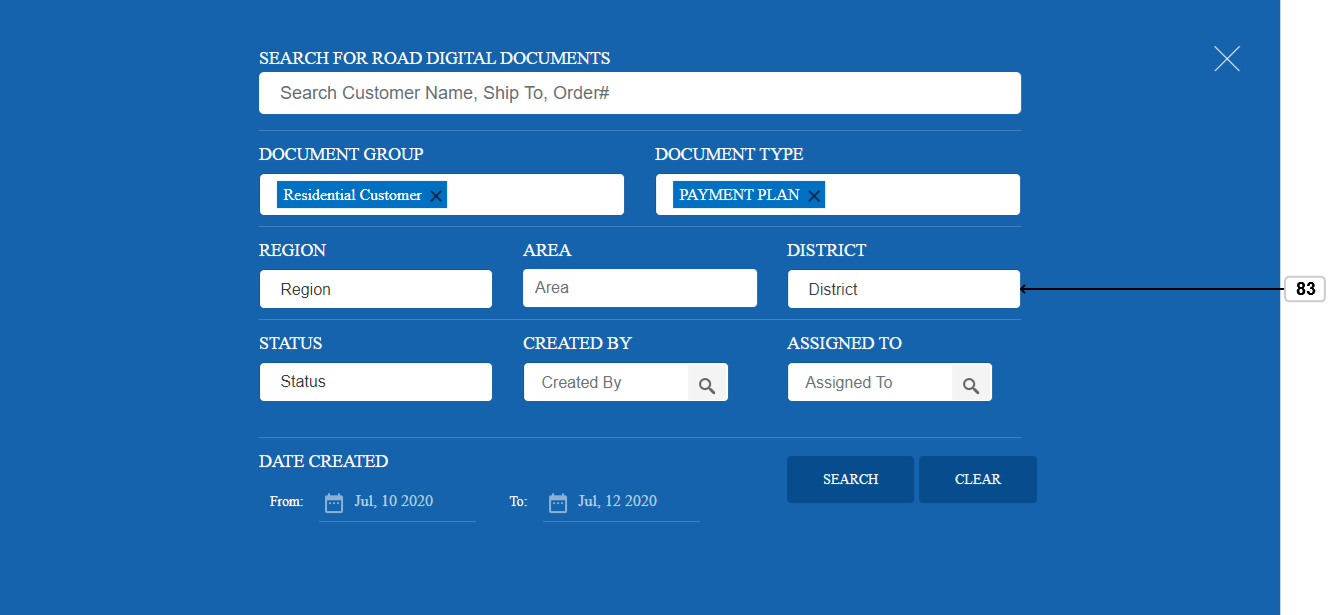 SEARCH FOR ROAD DIGITAL DOCUMENTS
Search Customer Name, Ship To, Order#
DOCUMENT GROUP DOCUMENT TYPE
Residential Customer PAYMENT PLAN
REGION AREA DISTRICT
Region Area District 83
STATUS CREATED BY ASSIGNED TO
Status Created By Assigned To
DATE CREATED
SEARCH CLEAR
From: Jul, 10 2020 To: Jul, 12 2020